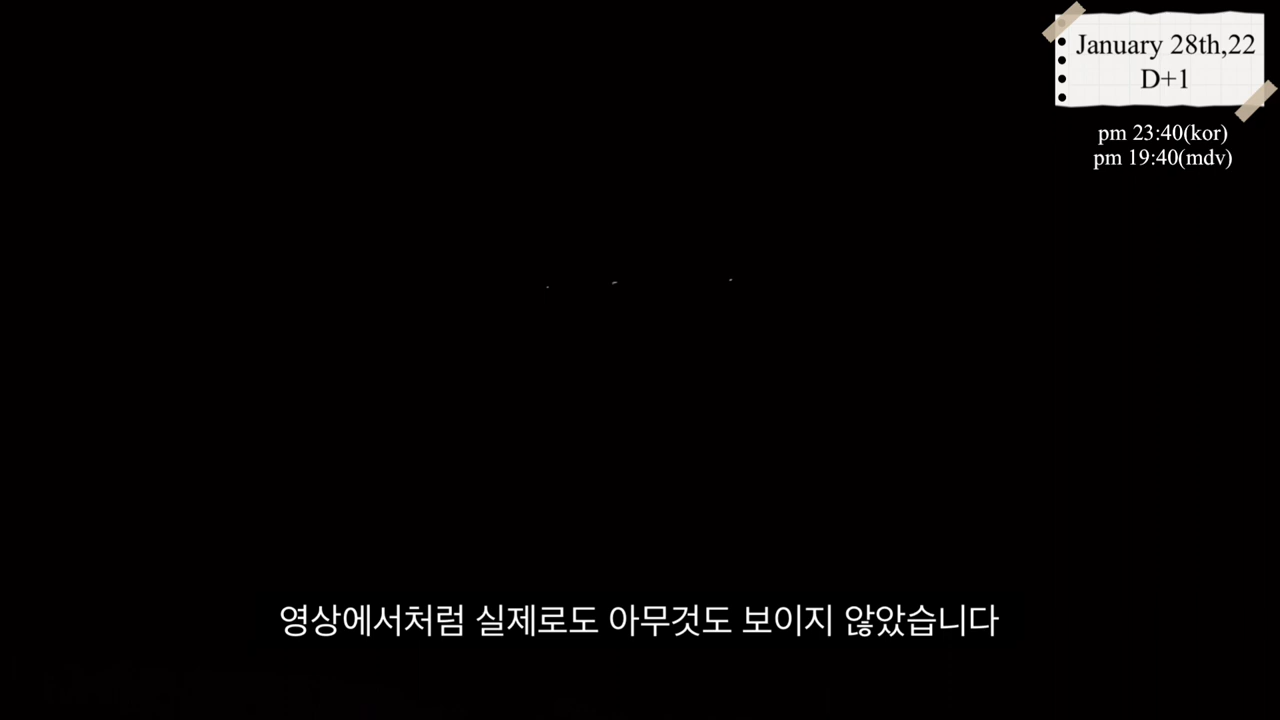 January 28th,22
D+1
pm 23:40(kor)
pm 19:40(mdv)
영상에서처럼 실제로도 아무것도 보이지 않았습니다